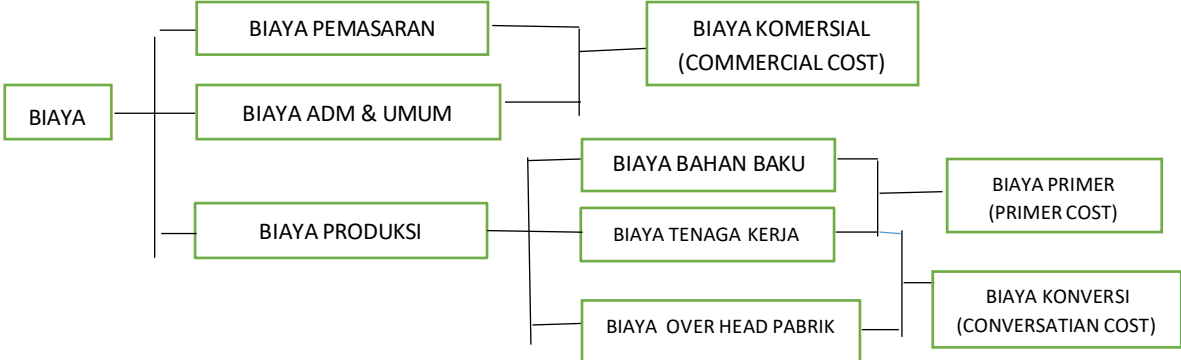 BIAYA
BIAYA PEMASARAN
BIAYA ADM & UMUM
BIAYA PRODUKSI
BIAYA KOMERSIAL
(COMMERCIAL COST)
BIAYA BAHAN BAKU
BIAYA TENAGA KERJA
BIAYA OVER HEAD PABRIK
BIAYA PRIMER
(PRIMER COST)
BIAYA KONVERSI
(CONVERSATIAN COST)